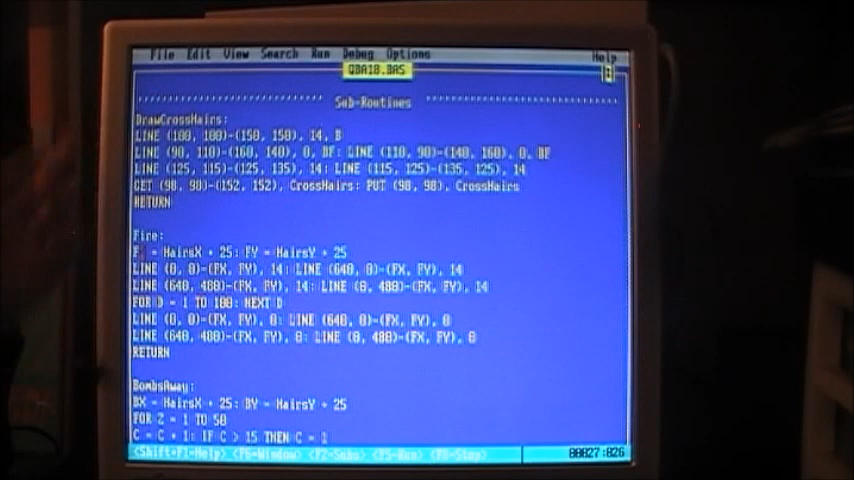 File Edit View Search Run Debug Options Help
QBA18.BAS
Sub-Routines
DrawCrossHairs:
LINE (100, 100)-(150, 150), 14, B
LINE (90, 110)-(160, 140), 0, BF: LINE (110, 90)-(140, 160), 0, BF
LINE (125, 115)-(125, 135), 14: LINE (115, 125)-(135, 125), 14
GET (98, 98)-(152, 152), CrossHairs: PUT (98, 98), CrossHairs
RETURN
Fire:
F = HairsX + 25: FY = HairsY + 25
LINE (0, 0)-(FX, FY), 14: LINE (640, 0)-(FX, FY), 14
LINE (640, 480)-(FX, FY), 14: LINE (0, 480)-(FX, FY), 14
FOR D = 1 TO 100: NEXT D
LINE (0, 0)-(FX, FY), 0: LINE (640, 0)-(FX, FY), 0
LINE (640, 480)-(FX, FY), 0: LINE (0, 480)-(FX, FY), 0
RETURN
BombsAway:
BX = HairsX + 25: BY = HairsY + 25
FOR Z = 1 TO 50
C = C + 1: IF C > 15 THEN C = 1
<Shift+F1=Help> <F6=Window> <F2=Subs> <F5=Run> <F8=Step> 00027:026